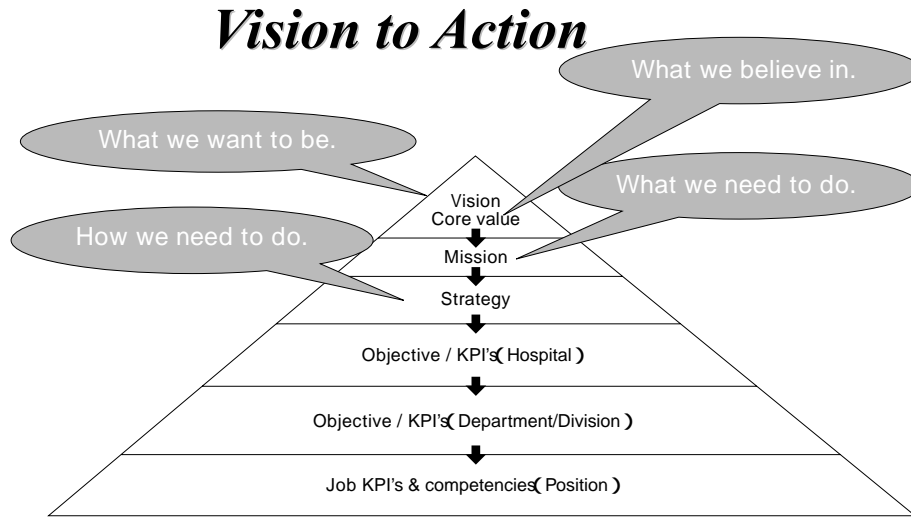 Vision to Action
What we believe in.
What we want to be.
What we need to do.
Vision
Core value
How we need to do.
Mission
Strategy
Objective / KPI's(Hospital)
Objective / KPI's(Department/Division)
Job KPI's & competencies(Position)